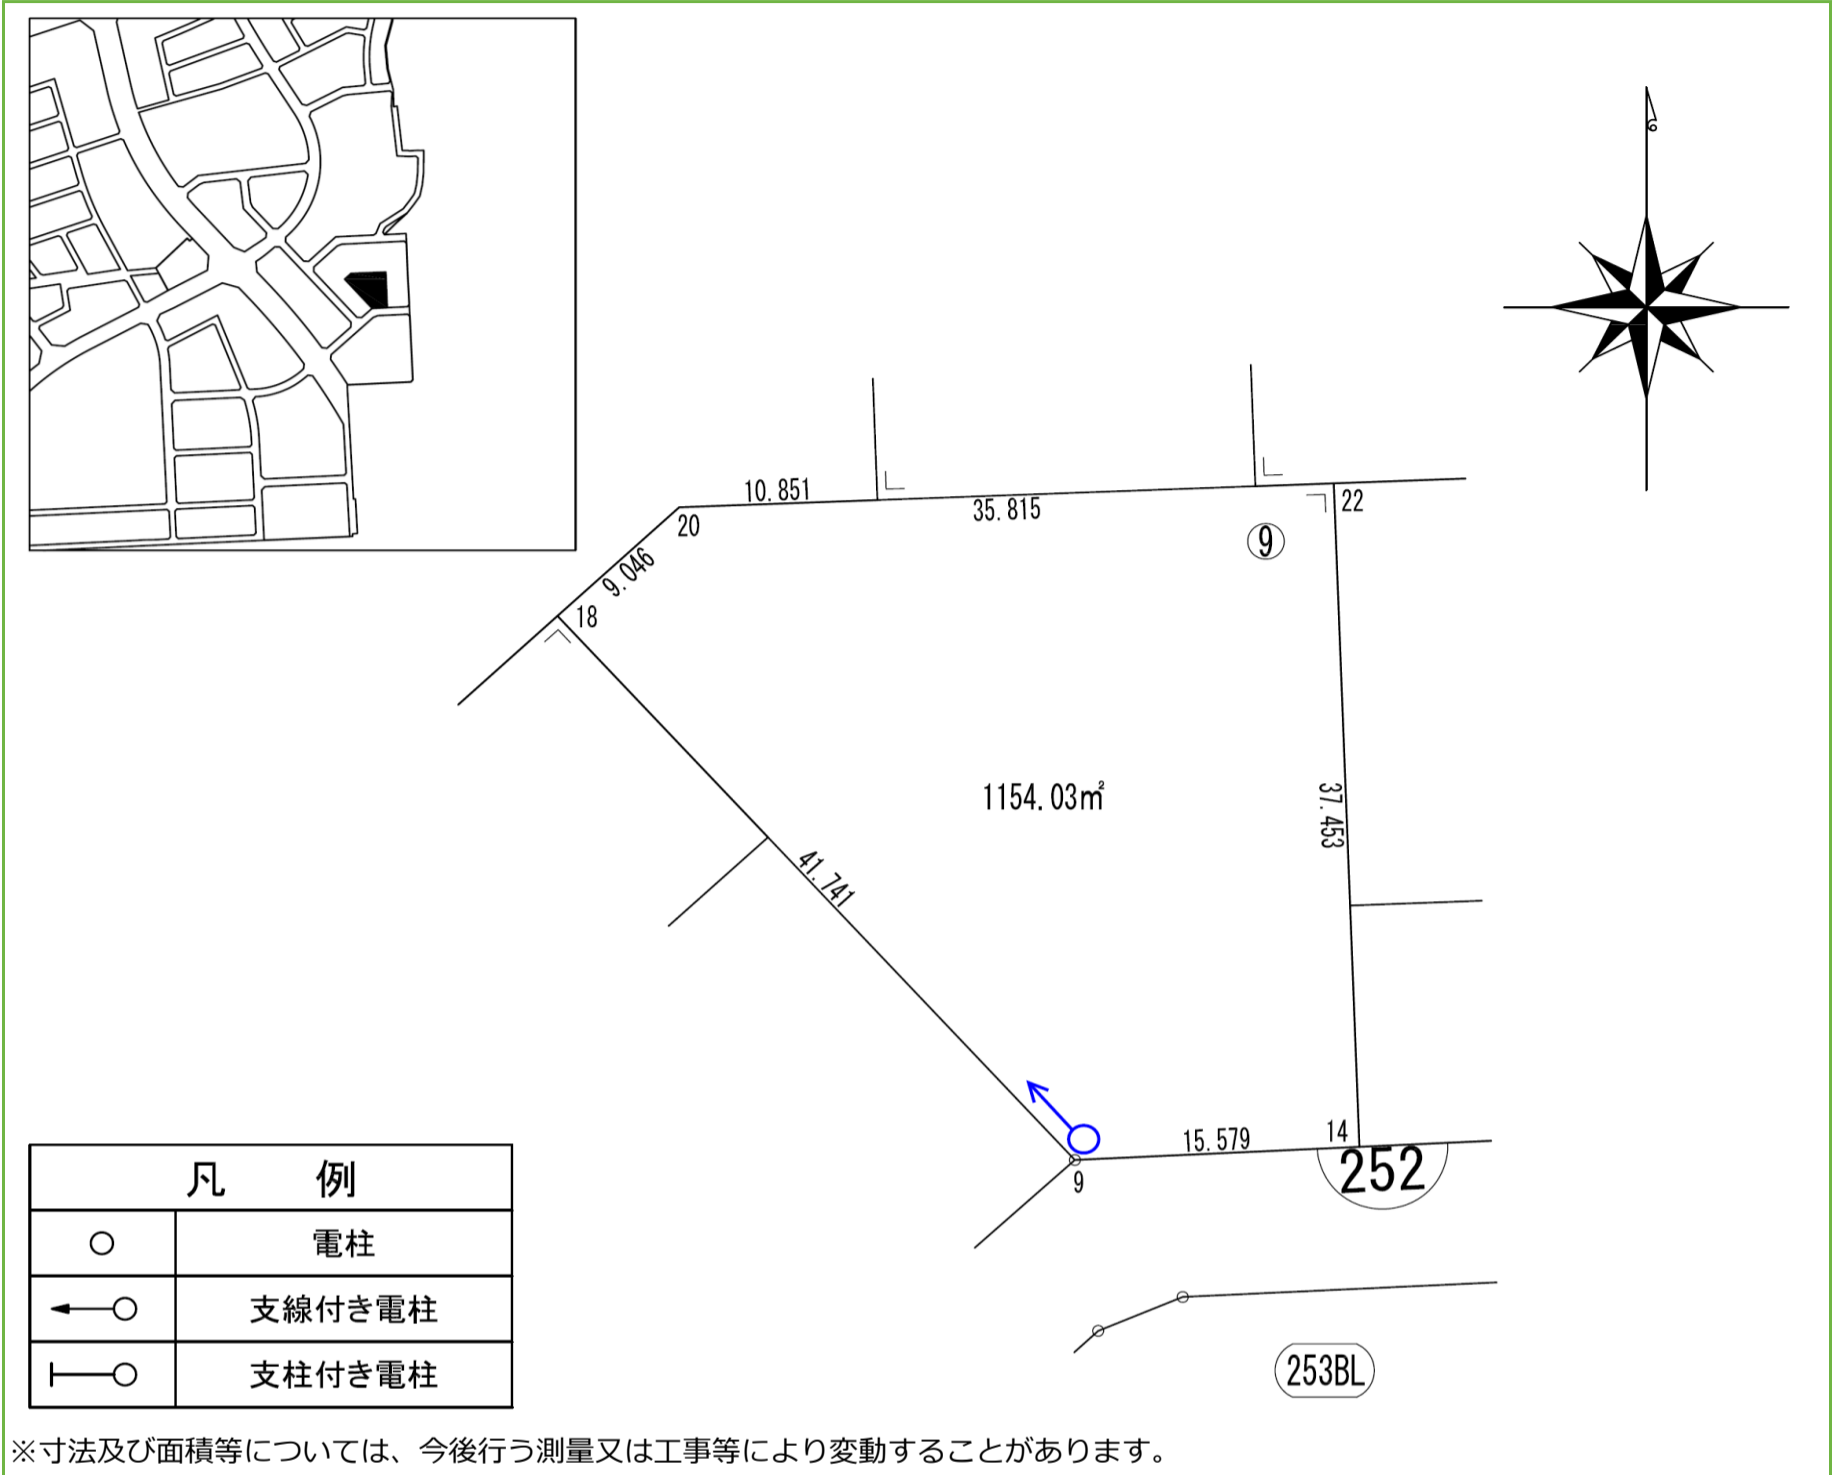 10.851
35.815
22
20
9
9.046
18
1154.03㎡
37.453
41.741
15.579
14
252
9
凡 例
電柱
支線付き電柱
支柱付き電柱
253BL
※寸法及び面積等については、今後行う測量又は工事等により変動することがあります。